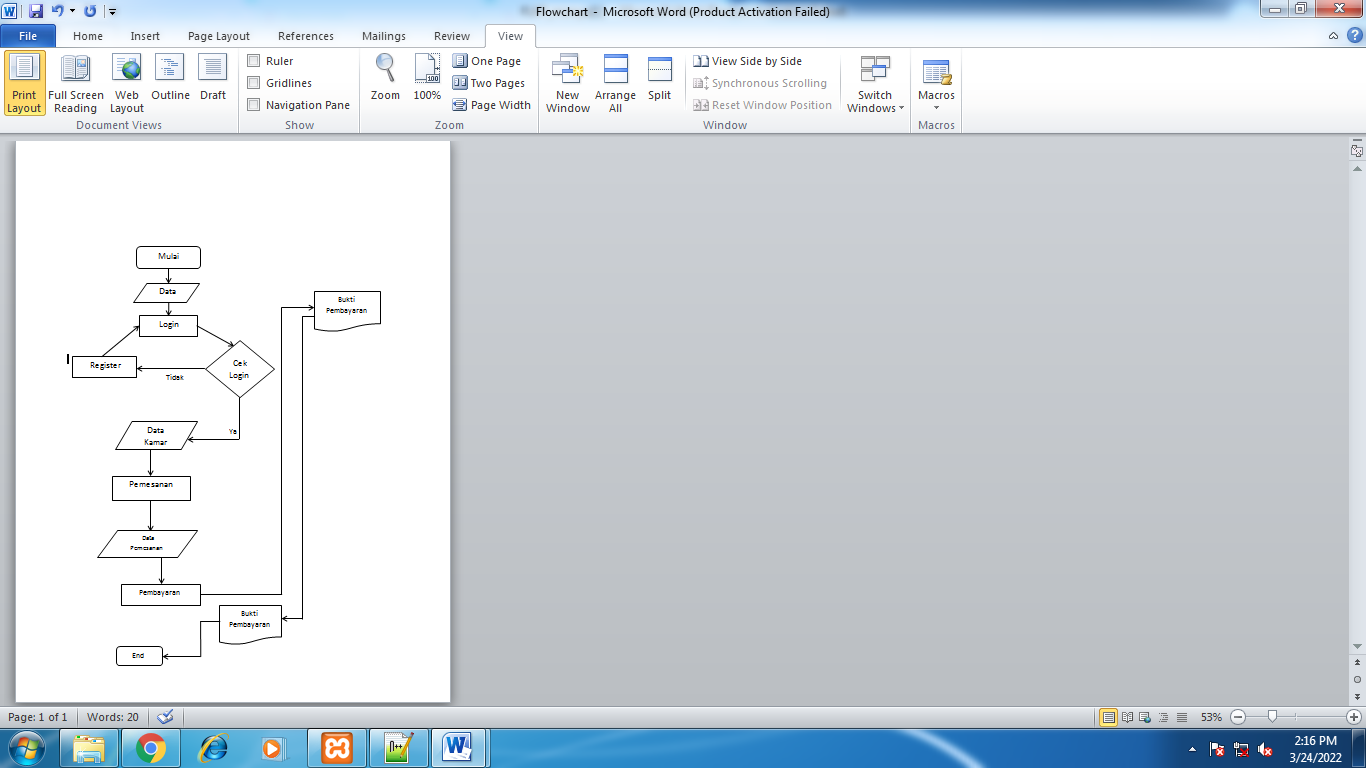 Flowchart - Microsoft Word (Product Activation Failed)
File Home Insert Page Layout References Mailings Review View
Print Layout
Full Screen Reading
Web Layout
Outline
Draft
Document Views
Ruler
Gridlines
Navigation Pane
Show
Zoom
100%
One Page
Two Pages
Page Width
Zoom
New Window
Arrange All
Split
View Side by Side
Synchronous Scrolling
Reset Window Position
Window
Switch Windows
Macros
Macros
Mulai
Data
Login
Cek
Login
Register
Tidak
Ya
Data
Kamar
Pemesanan
Data
Pemesanan
Pembayaran
Bukti
Pembayaran
Bukti
Pembayaran
End
Page: 1 of 1 Words: 20
53%
2:16 PM
3/24/2022